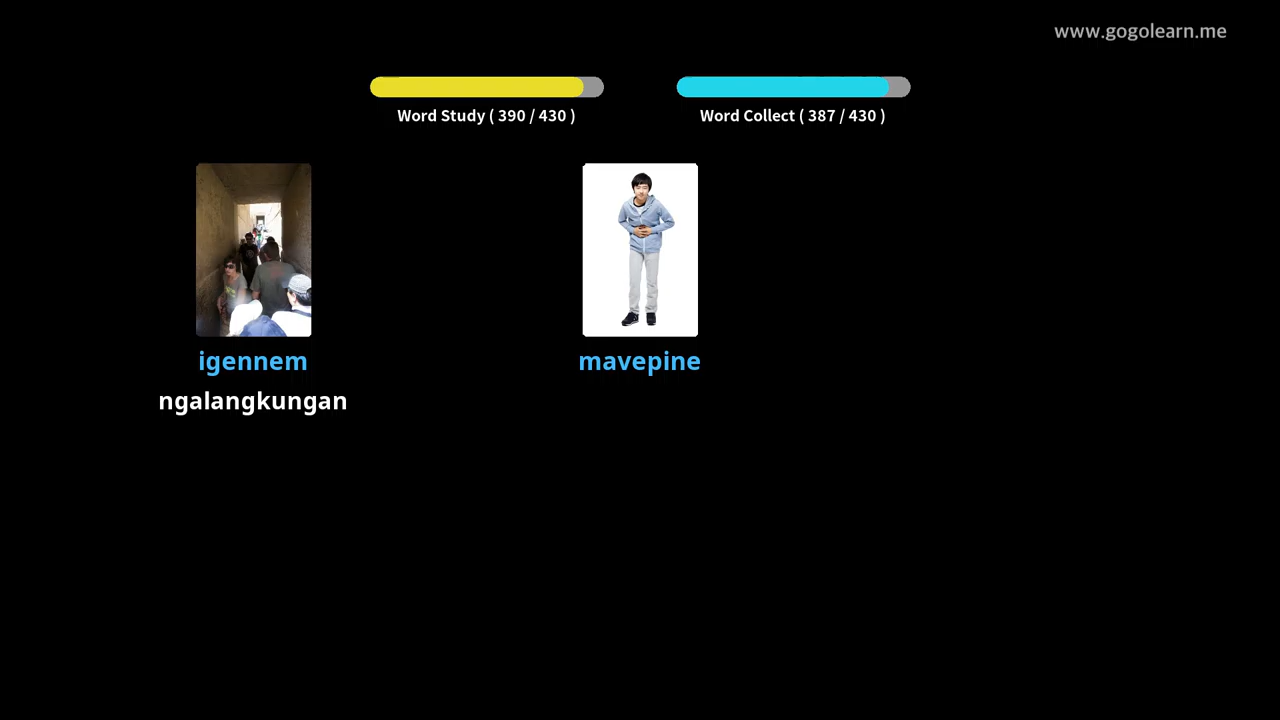 www.gogolearn.me
Word Study ( 390 / 430 )
Word Collect ( 387 / 430 )
igennem
mavepine
ngalangkungan